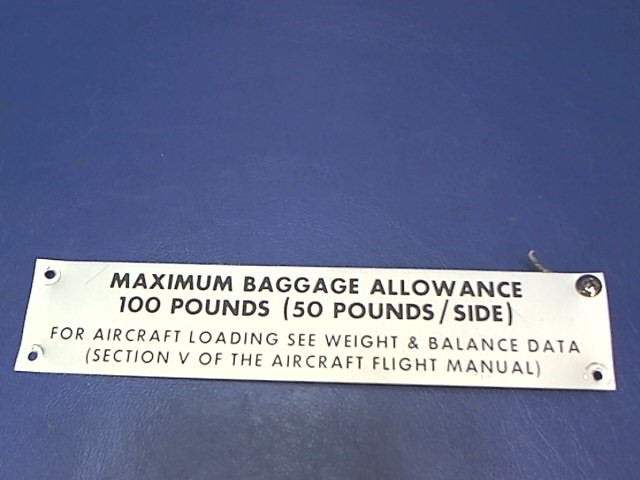 MAXIMUM BAGGAGE ALLOWANCE
100 POUNDS (50 POUNDS/SIDE)
FOR AIRCRAFT LOADING SEE WEIGHT & BALANCE DATA
(SECTION V OF THE AIRCRAFT FLIGHT MANUAL)